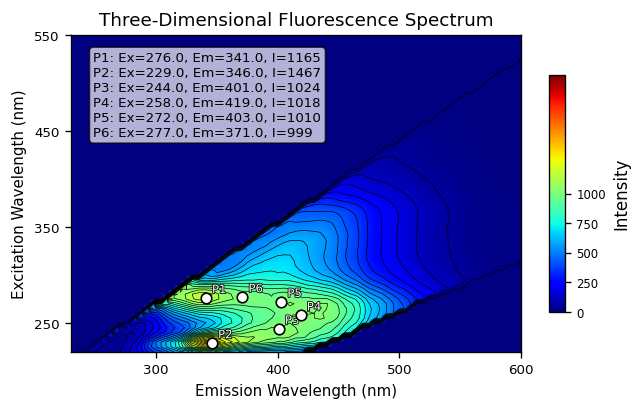 Three-Dimensional Fluorescence Spectrum
P1: Ex=276.0, Em=341.0, I=1165
P2: Ex=229.0, Em=346.0, I=1467
P3: Ex=244.0, Em=401.0, I=1024
P4: Ex=258.0, Em=419.0, I=1018
P5: Ex=272.0, Em=403.0, I=1010
P6: Ex=277.0, Em=371.0, I=999
Excitation Wavelength (nm)
550
450
350
250
P1
P6
P5
P4
P3
P2
300
400
500
600
Emission Wavelength (nm)
1000
750
500
250
0
Intensity